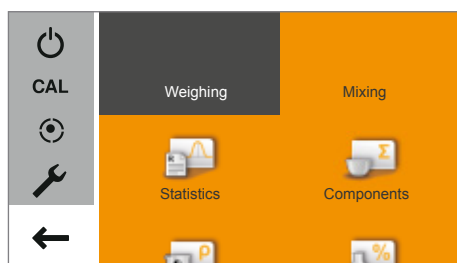 CAL
Weighing
Mixing
Σ
Statistics
Components
ρ
%